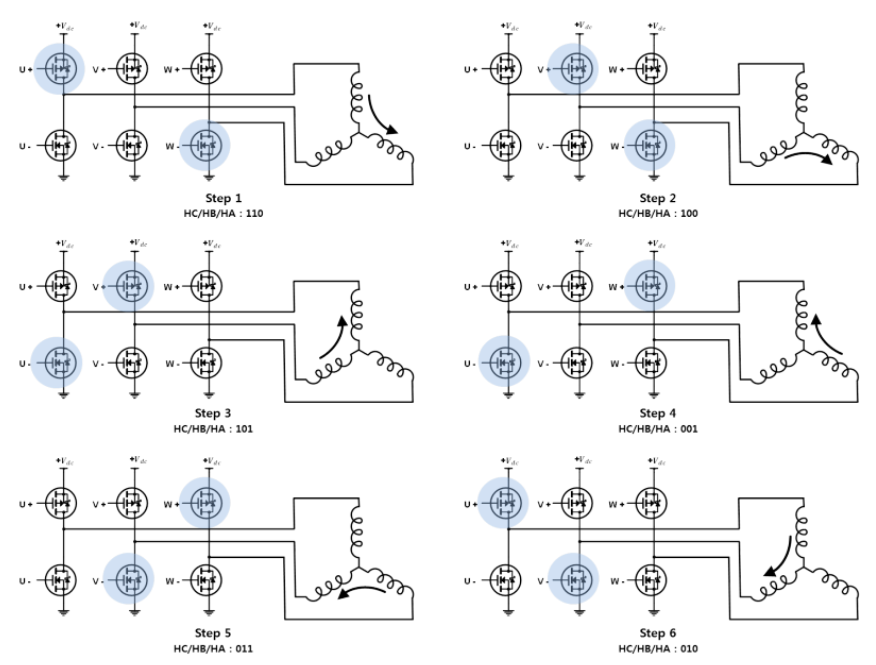 +Vdc +Vdc +Vdc
U + V + W +
U - V - W -
Step 1
HC/HB/HA : 110
+Vdc +Vdc +Vdc
U + V + W +
U - V - W -
Step 2
HC/HB/HA : 100
+Vdc +Vdc +Vdc
U + V + W +
U - V - W -
Step 3
HC/HB/HA : 101
+Vdc +Vdc +Vdc
U + V + W +
U - V - W -
Step 4
HC/HB/HA : 001
+Vdc +Vdc +Vdc
U + V + W +
U - V - W -
Step 5
HC/HB/HA : 011
+Vdc +Vdc +Vdc
U + V + W +
U - V - W -
Step 6
HC/HB/HA : 010